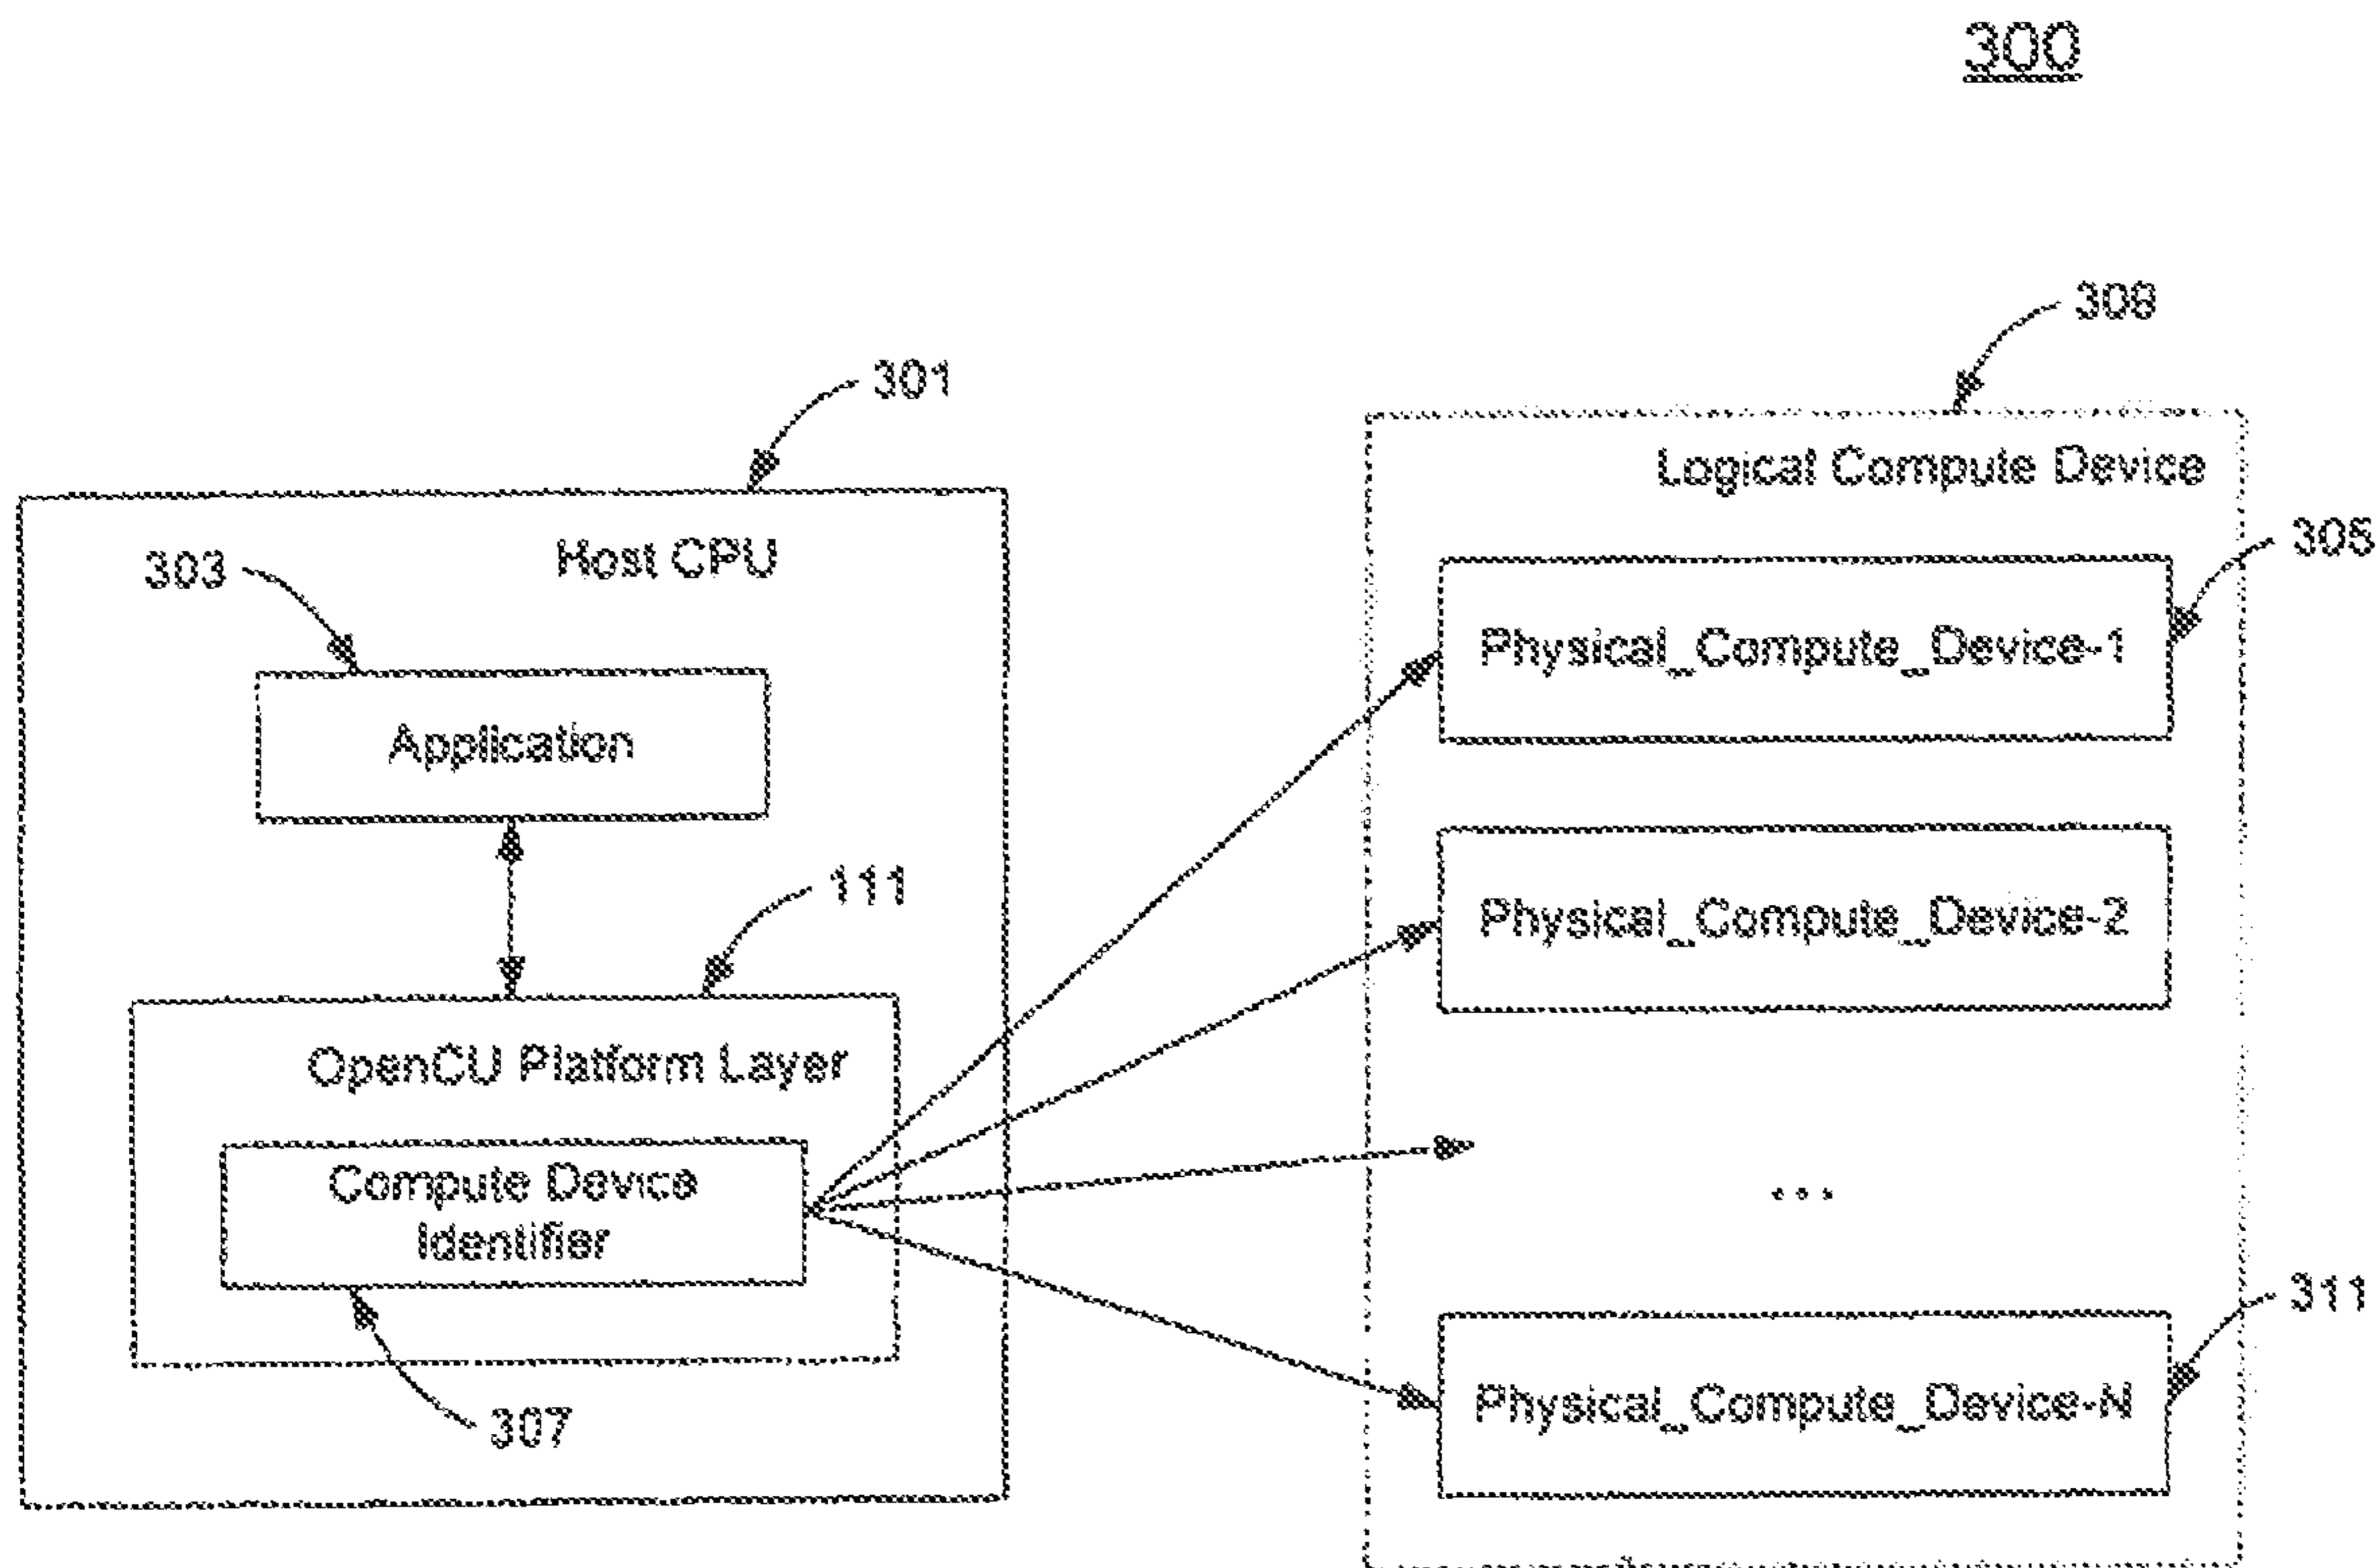 300
309
301
Logical Compute Device
305
Host CPU
303
Physical_Compute_Device-1
Application
111
Physical_Compute_Device-2
OpenCU Platform Layer
Compute Device
Identifier
...
311
Physical_Compute_Device-N
307